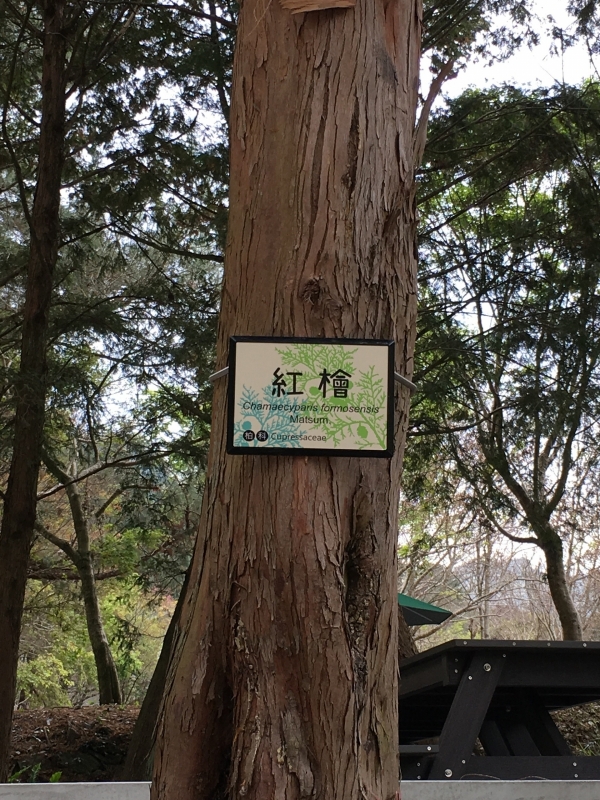 紅檜
Chamaecyparis formosensis
Matsum.
柏科 Cupressaceae